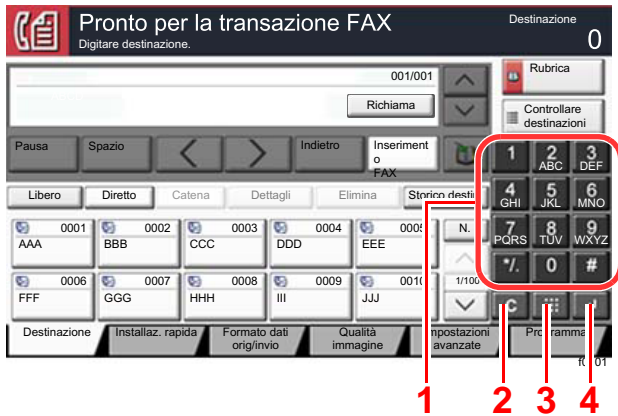 Pronto per la transazione FAX
Digitare destinazione.
Destinazione
0
001/001
Richiama
Rubrica
Controllare
destinazioni
Pausa
Spazio
Indietro
Inseriment
o
FAX
1
2
ABC
3
DEF
Libero
Diretto
Catena
Dettagli
Elimina
Storico destin
4
GHI
5
JKL
6
MNO
0001
AAA
0002
BBB
0003
CCC
0004
DDD
0005
EEE
N.
7
PQRS
8
TUV
9
WXYZ
*/.
0
#
0006
FFF
0007
GGG
0008
HHH
0009
III
0010
JJJ
1/100
C
Destinazione
Installaz. rapida
Formato dati
orig/invio
Qualità
immagine
mpostazioni
avanzate
Programma
1
2
3
4